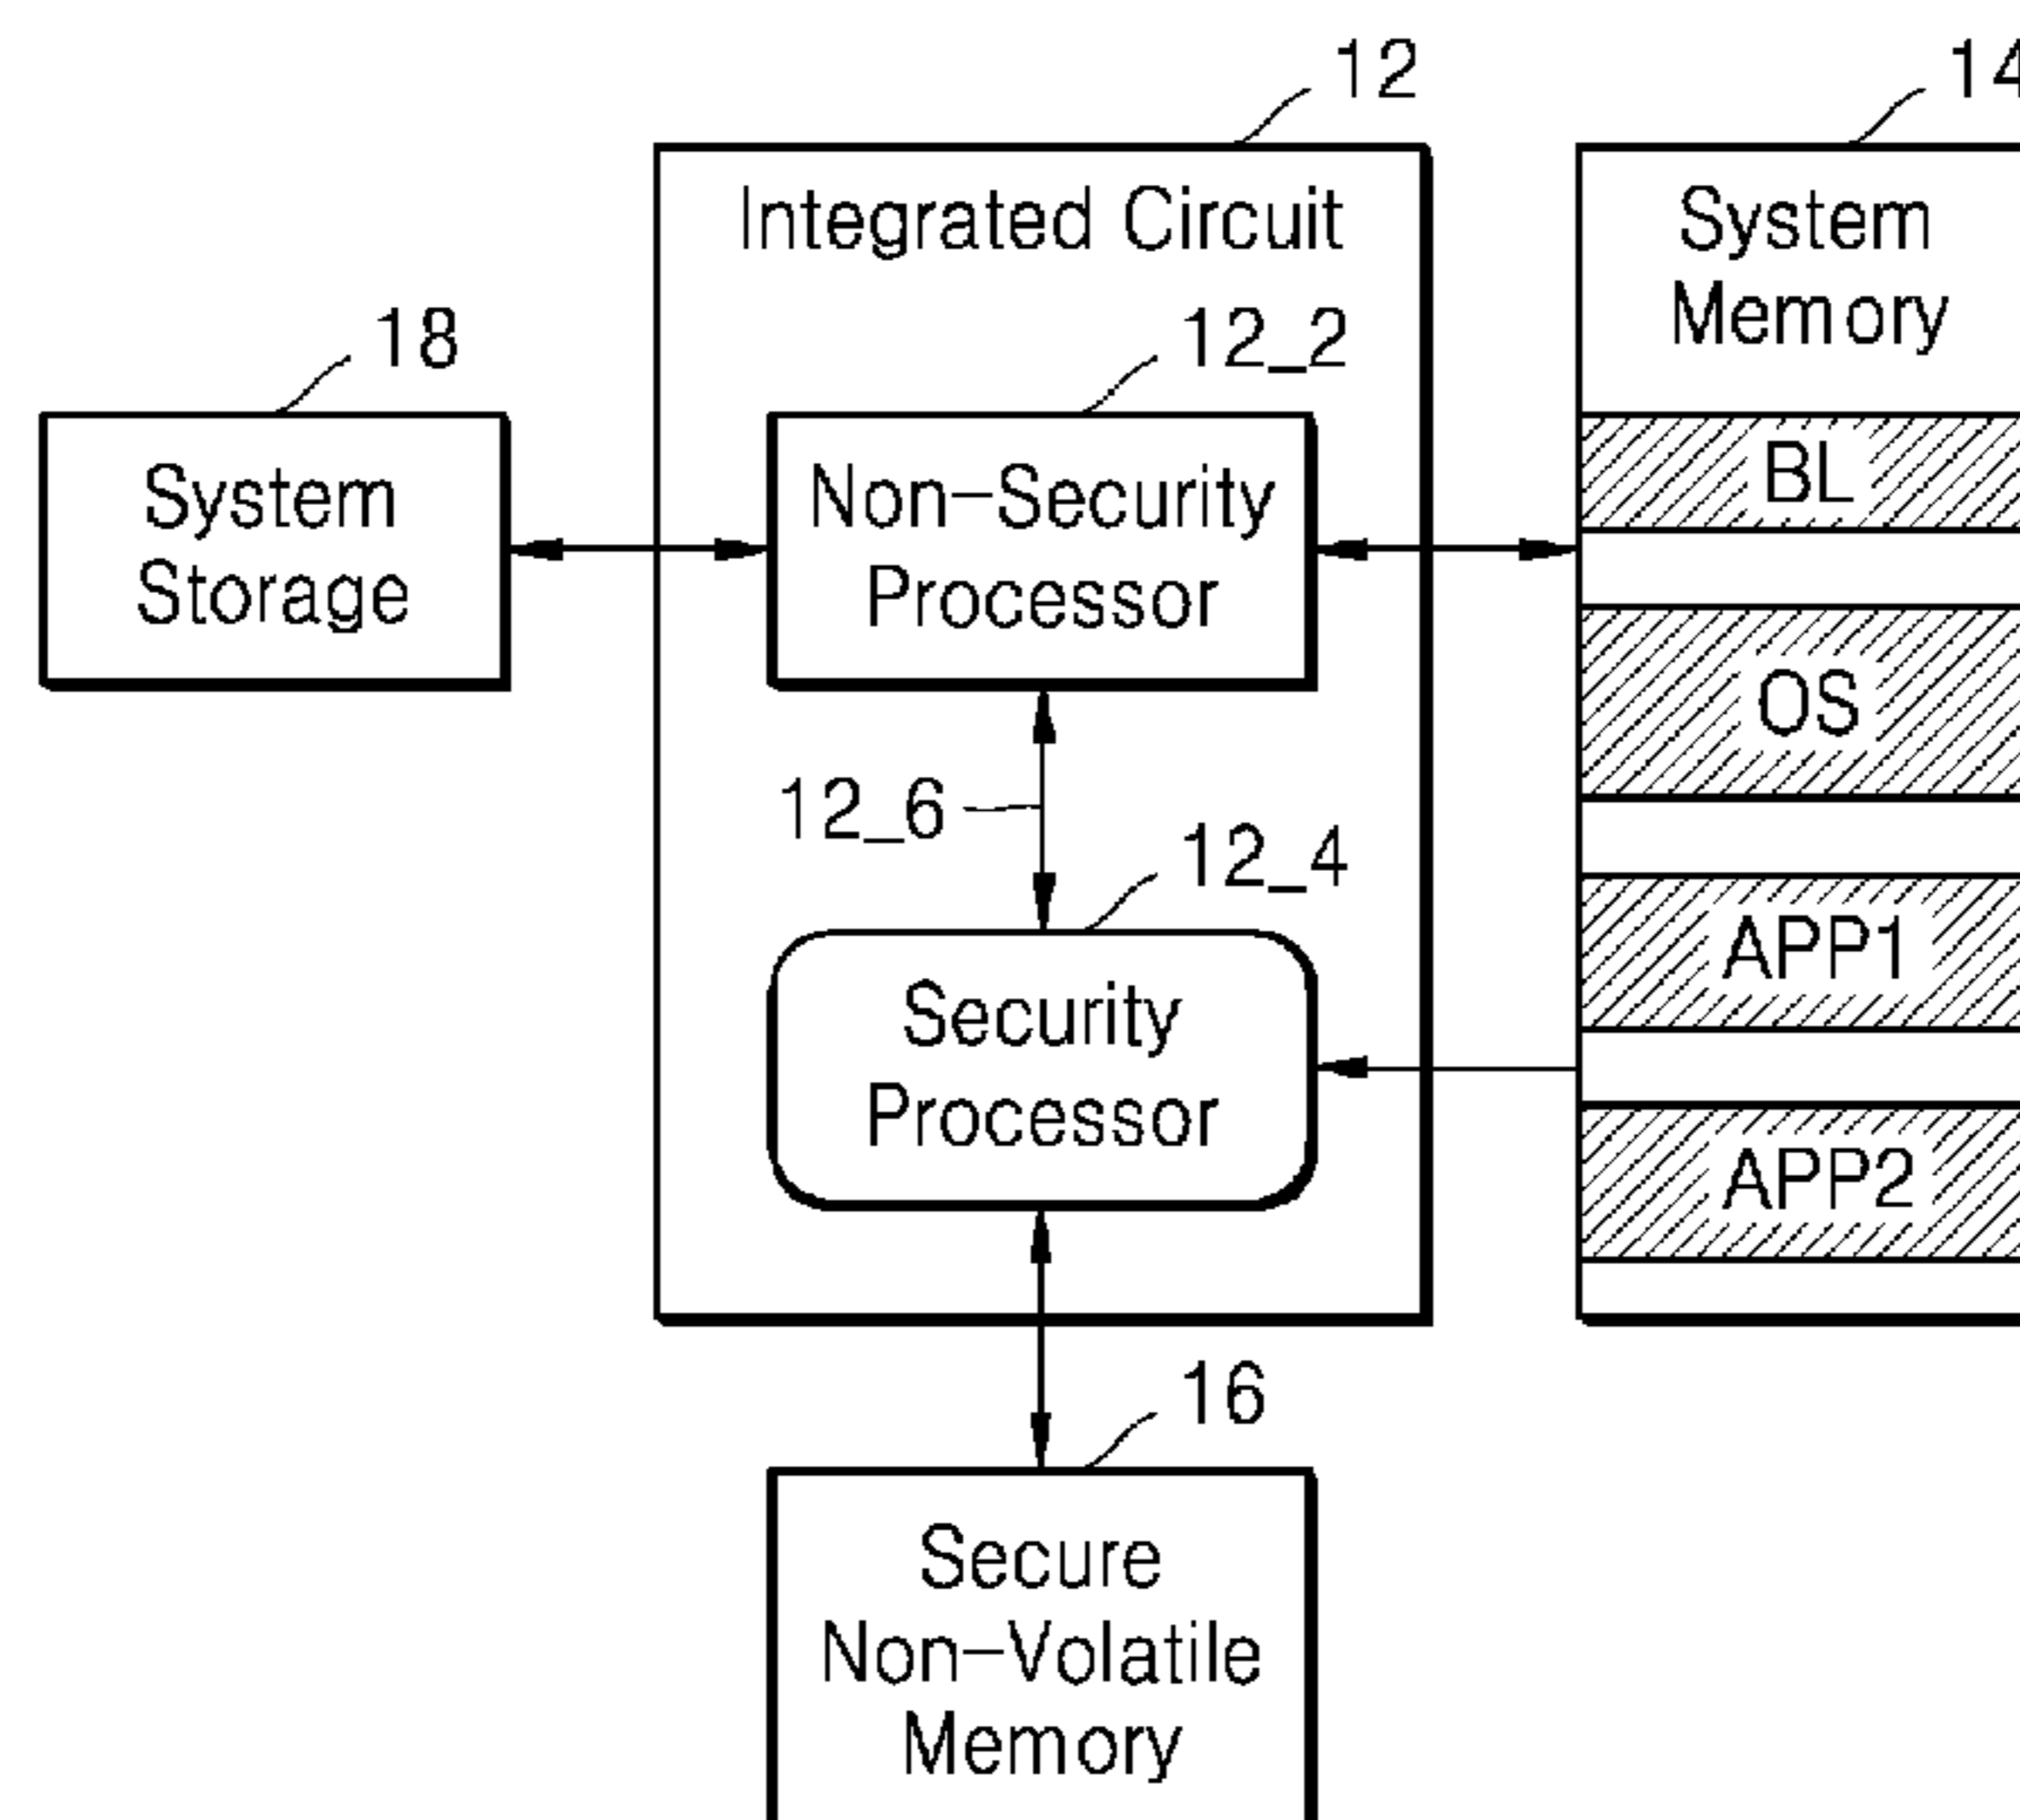 12
14
Integrated Circuit
System
Memory
18
12_2
System
Storage
Non-Security
Processor
BL
OS
12_6
12_4
APP1
Security
Processor
APP2
16
Secure
Non-Volatile
Memory